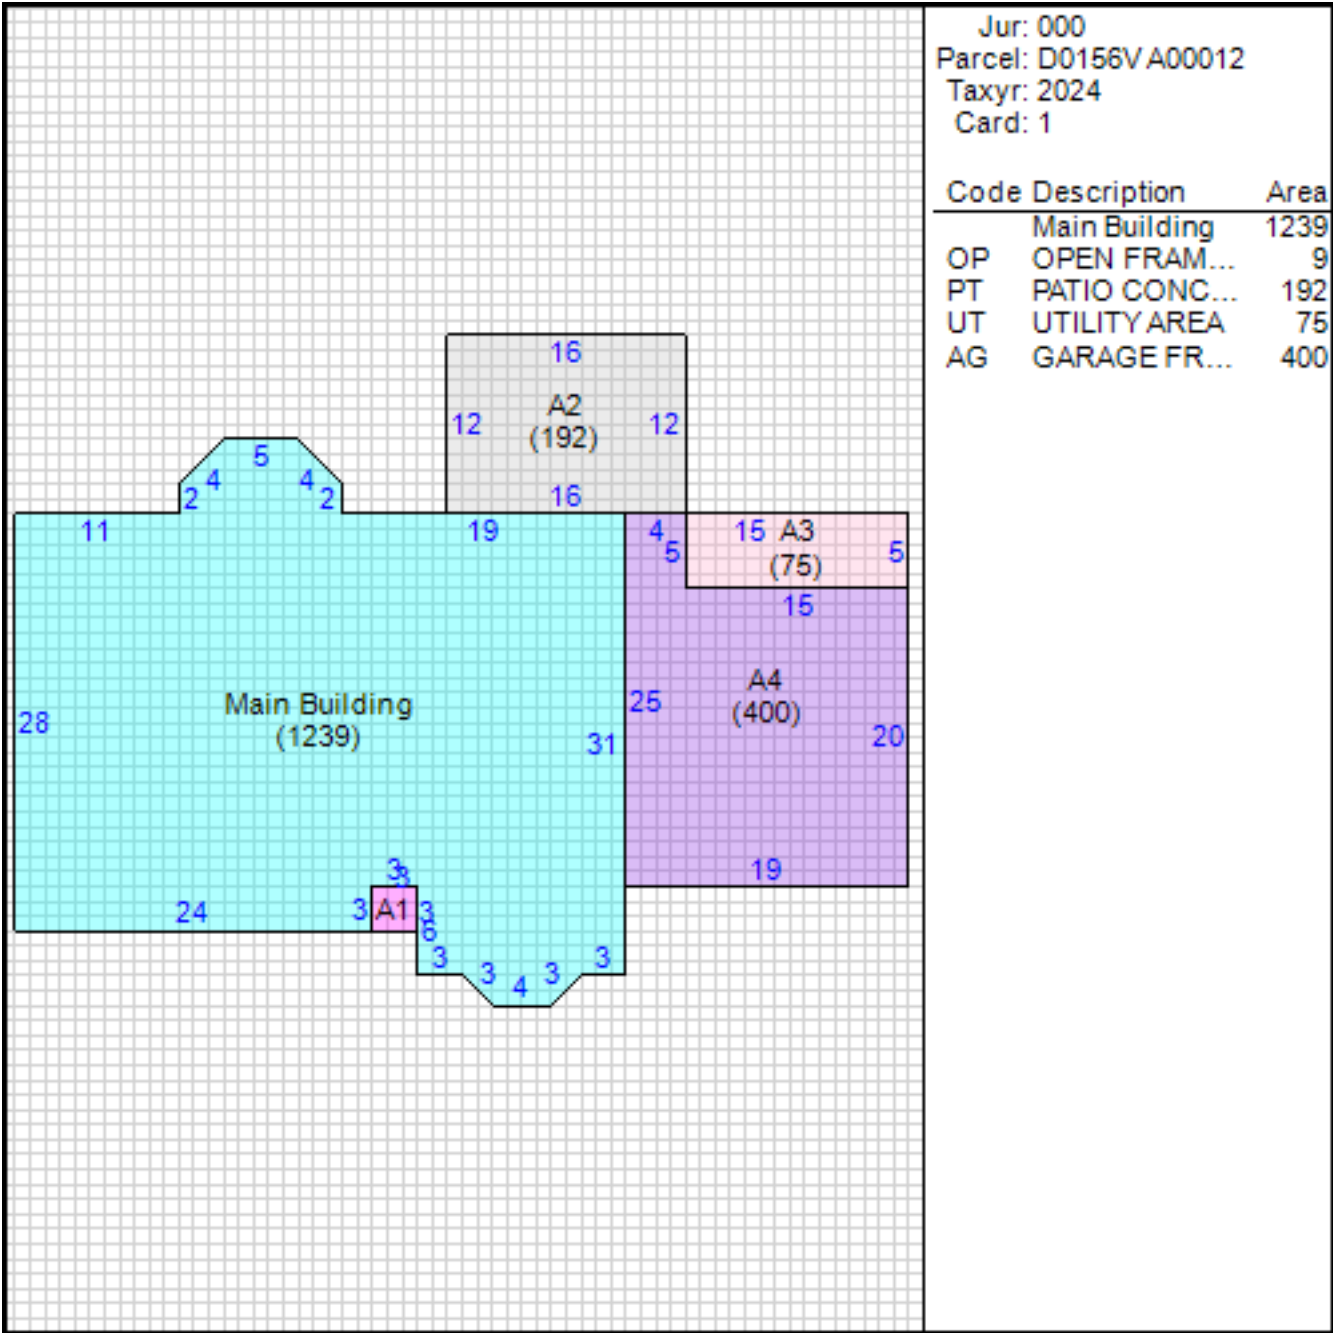 Jur: 000
Parcel: D0156V A00012
Taxyr: 2024
Card: 1
Code Description Area
Main Building 1239
OP OPEN FRAM... 9
PT PATIO CONC... 192
UT UTILITY AREA 75
AG GARAGE FR... 400
16
12 A2 12
(192)
16
5
4 4
2 2
11 19 4 15 A3
5 (75) 5
15
Main Building
(1239)
28 31
A4
(400)
25 20
19
3
3
24 3 A1 3
6
3 3 4 3 3